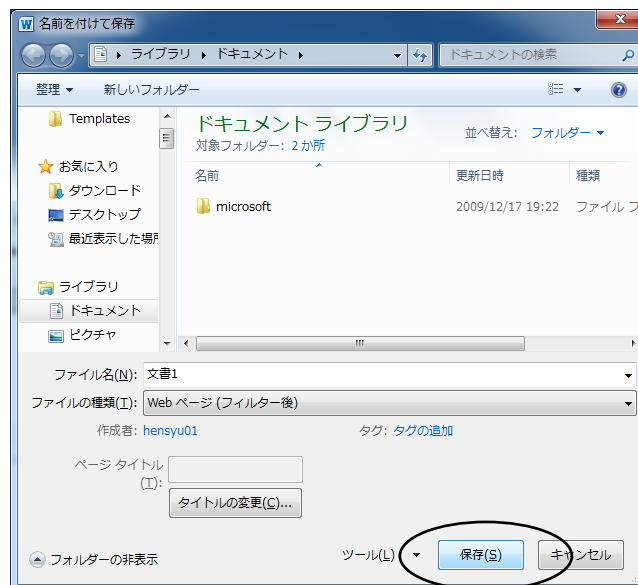 名前を付けて保存
ライブラリ ドキュメント
ドキュメントの検索
整理 新しいフォルダー
Templates
お気に入り
ダウンロード
デスクトップ
最近表示した場所
ライブラリ
ドキュメント
ピクチャ
ドキュメント ライブラリ
対象フォルダー: 2 か所
並べ替え: フォルダー
名前 更新日時 種類
microsoft 2009/12/17 19:22 ファイル フ
ファイル名(N): 文書1
ファイルの種類(T): Web ページ (フィルター後)
作成者: hensyu01 タグ: タグの追加
ページ タイトル
(T):
タイトルの変更(C)...
フォルダーの非表示 ツール(L) 保存(S) キャンセル